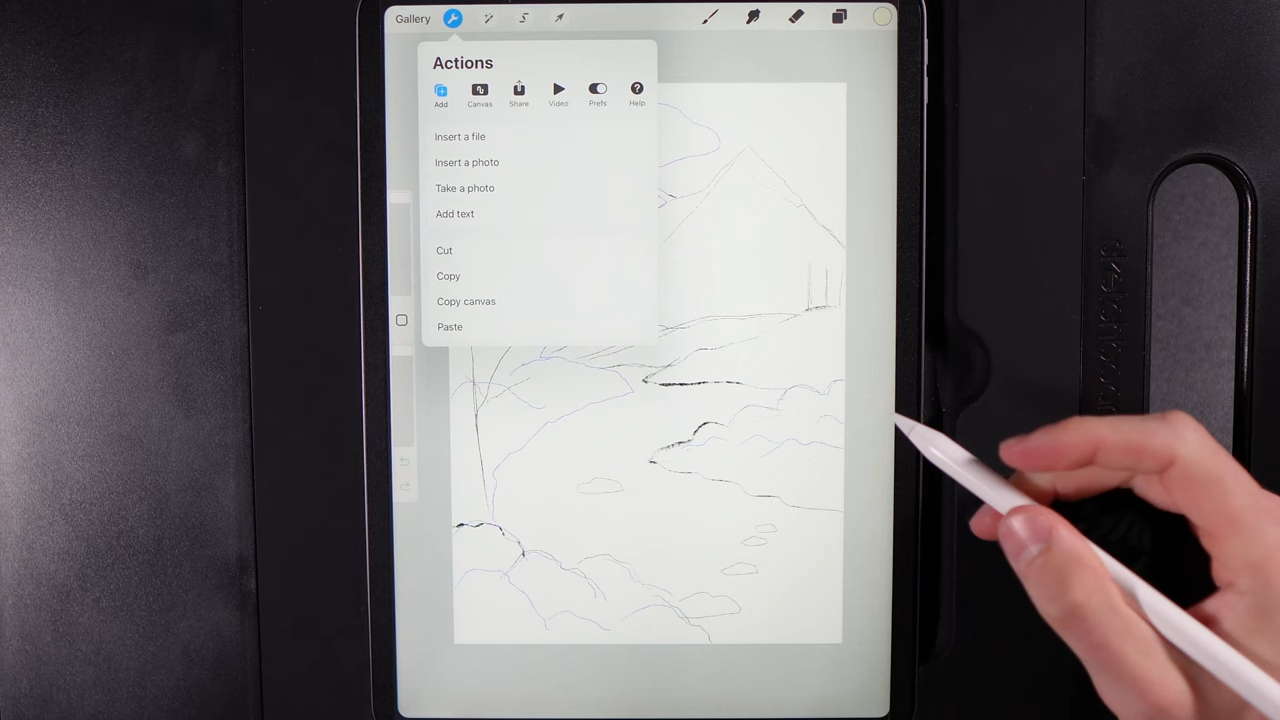 Gallery
Actions
Add Canvas Share Video Prefs Help
Insert a file
Insert a photo
Take a photo
Add text
Cut
Copy
Copy canvas
Paste